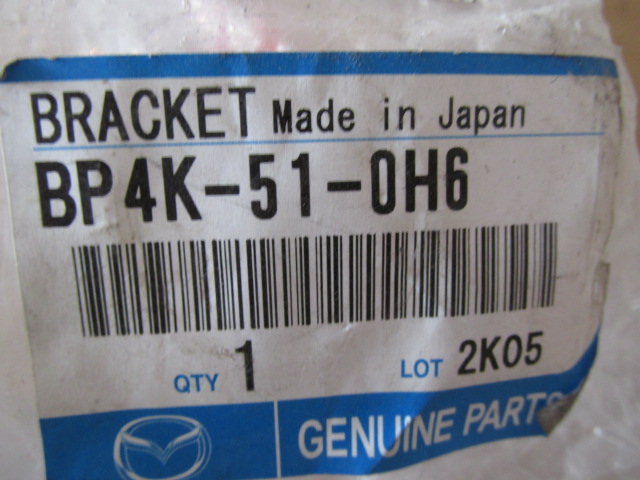 BRACKET Made in Japan
BP4K-51-0H6
QTY 1 LOT 2K05
GENUINE PARTS